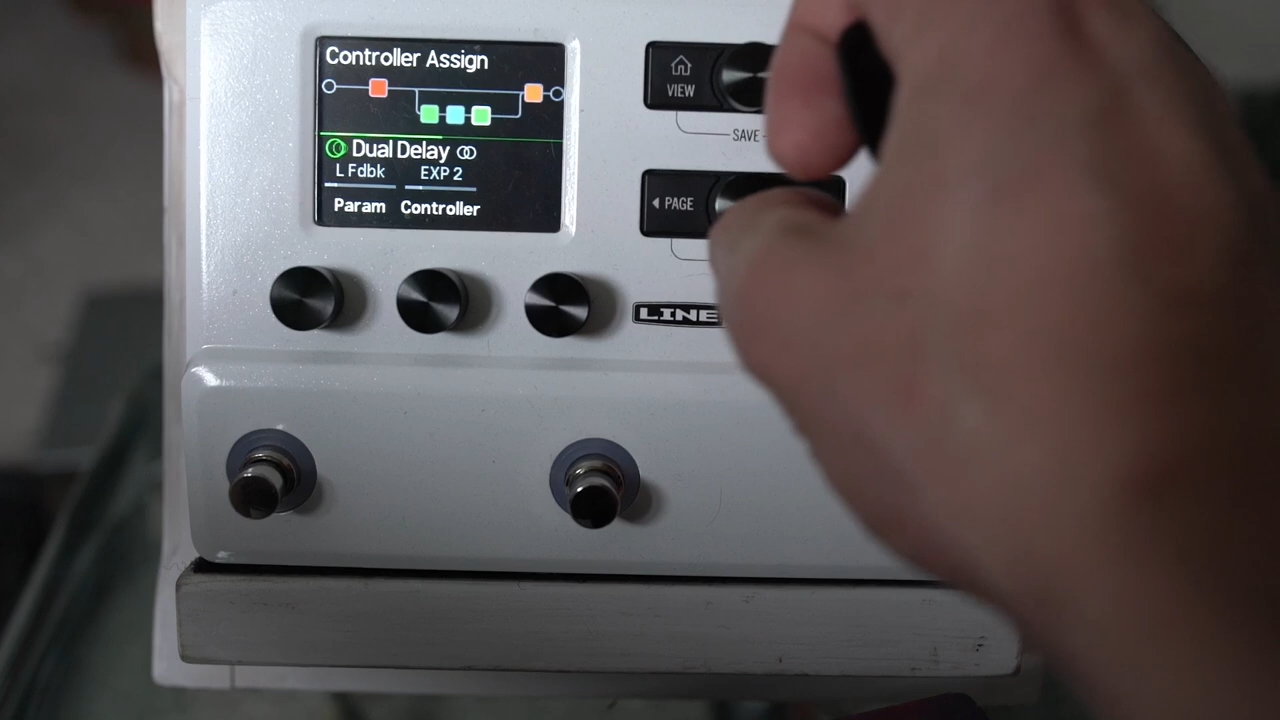 Controller Assign
Dual Delay
L Fdbk EXP 2
Param Controller
VIEW
SAVE
PAGE
LINE